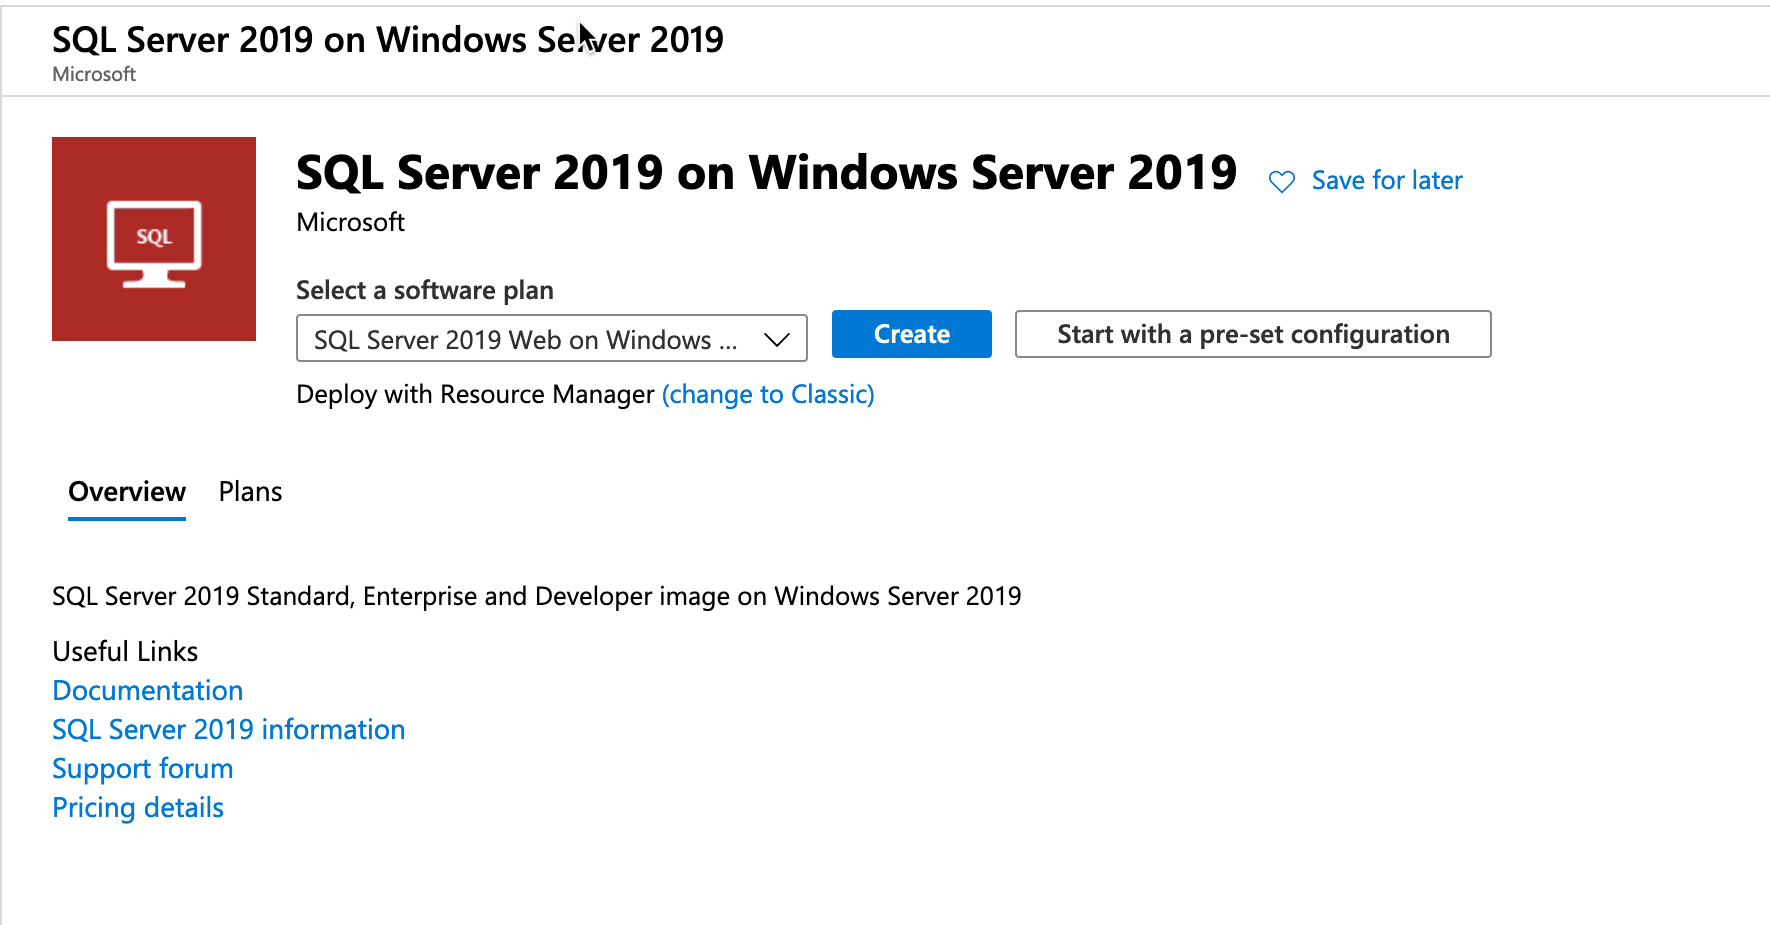 SQL Server 2019 on Windows Server 2019
Microsoft
SQL
SQL Server 2019 on Windows Server 2019
Save for later
Microsoft
Select a software plan
SQL Server 2019 Web on Windows ...
Create
Start with a pre-set configuration
Deploy with Resource Manager (change to Classic)
Overview
Plans
SQL Server 2019 Standard, Enterprise and Developer image on Windows Server 2019
Useful Links
Documentation
SQL Server 2019 information
Support forum
Pricing details